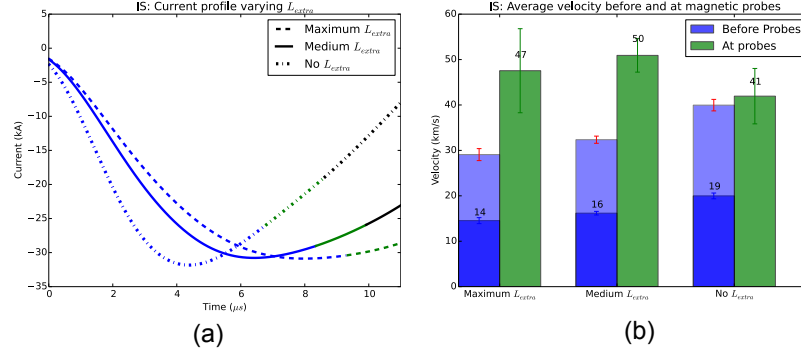 IS: Current profile varying L_extra
Current (kA)
5
0
−5
−10
−15
−20
−25
−30
−35
0 2 4 6 8 10
Time (μs)
Maximum L_extra
Medium L_extra
No L_extra
(a)
IS: Average velocity before and at magnetic probes
Velocity (km/s)
60
50
40
30
20
10
0
Before Probes
At probes
47
50
41
14
16
19
Maximum L_extra Medium L_extra No L_extra
(b)